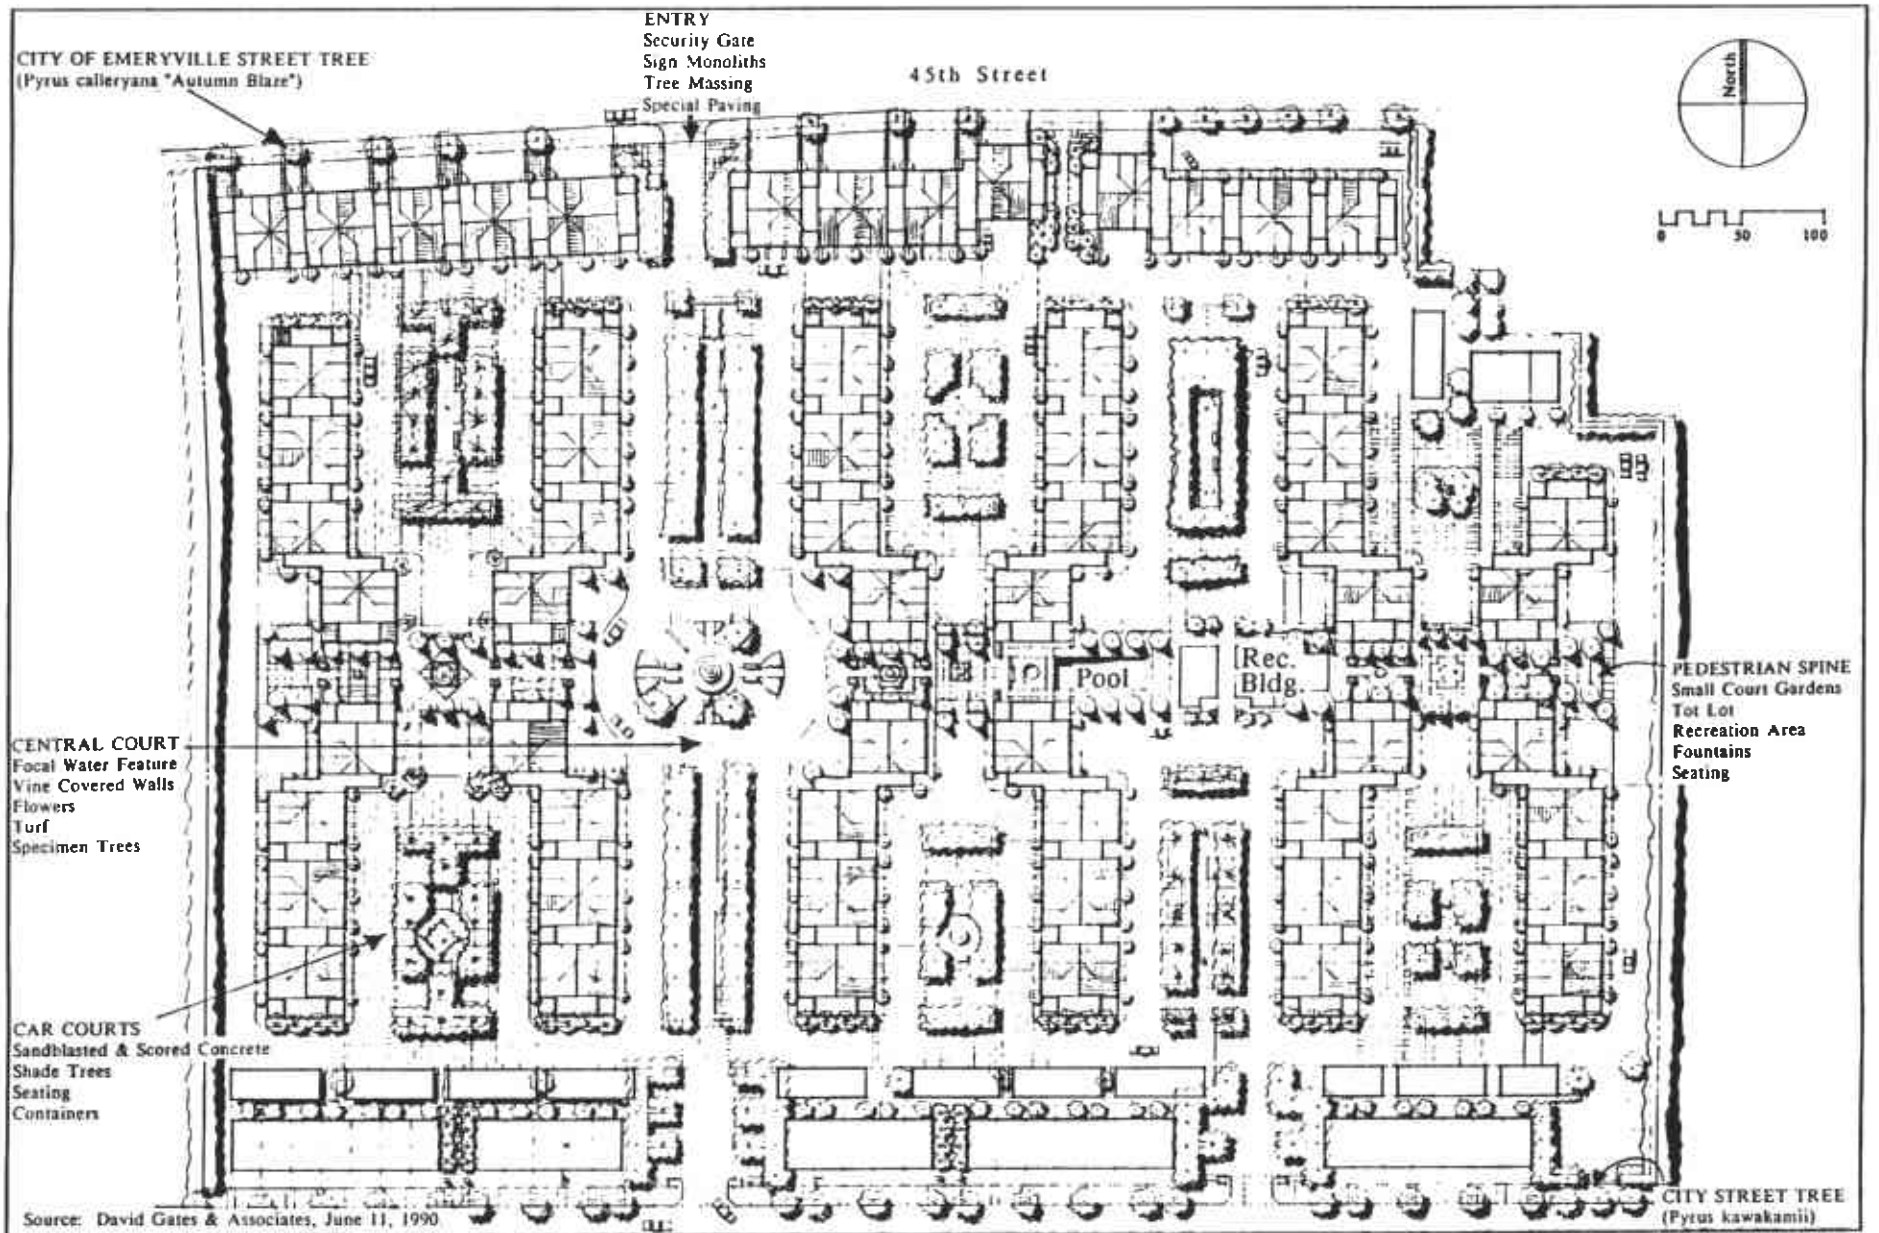 ENTRY
Security Gate
Sign Monoliths
Tree Massing
Special Paving
CITY OF EMERYVILLE STREET TREE
(Pyrus calleryana "Autumn Blaze")
45th Street
North
0 50 100
Pool
Rec.
Bldg.
PEDESTRIAN SPINE
Small Court Gardens
Tot Lot
Recreation Area
Fountains
Seating
CENTRAL COURT
Focal Water Feature
Vine Covered Walls
Flowers
Turf
Specimen Trees
CAR COURTS
Sandblasted & Scored Concrete
Shade Trees
Seating
Containers
CITY STREET TREE
(Pyrus kawakamii)
Source: David Gates & Associates, June 11, 1990